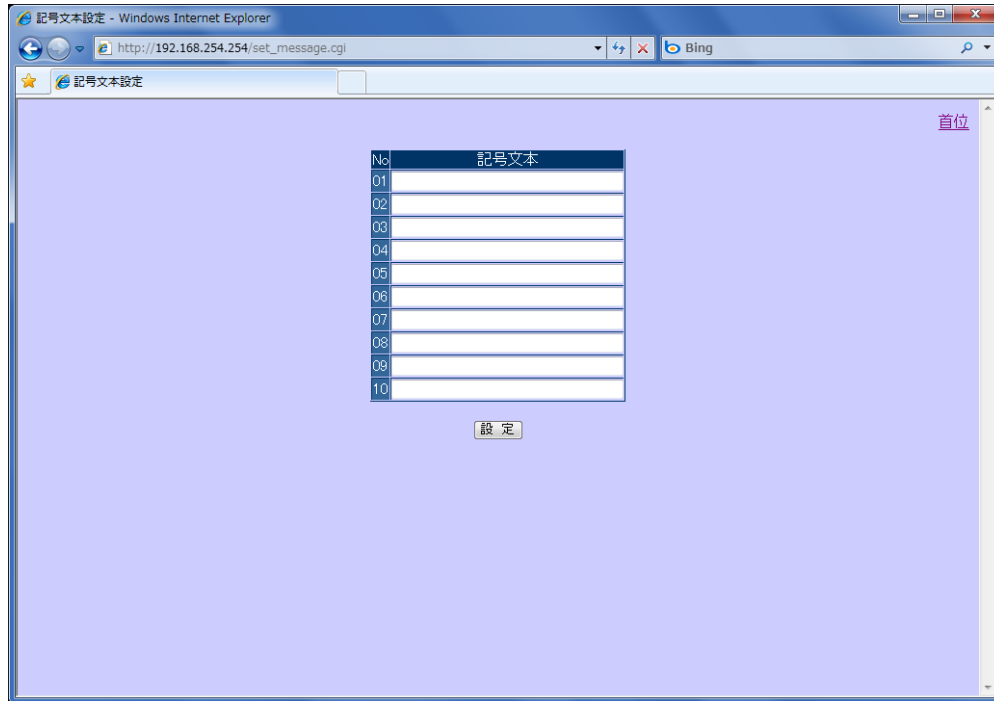 記号文本設定 - Windows Internet Explorer
http://192.168.254.254/set_message.cgi
Bing
記号文本設定
首位
No 記号文本
01
02
03
04
05
06
07
08
09
10
設 定